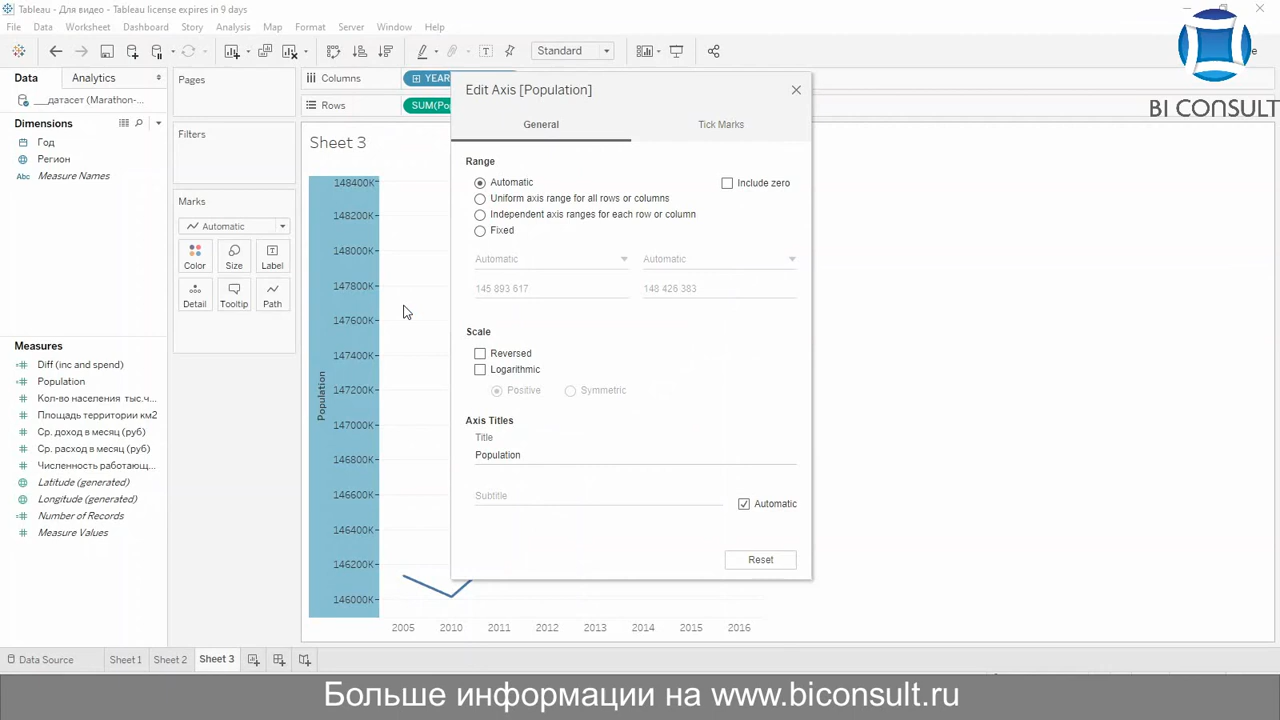 Tableau - Для видео - Tableau license expires in 9 days
File Data Worksheet Dashboard Story Analysis Map Format Server Window Help
Standard
BI CONSULT
Data Analytics
___датасет (Marathon-...
Dimensions
Год
Регион
Abc Measure Names
Measures
Diff (inc and spend)
Population
Кол-во населения тыс.ч...
Площадь территории км2
Ср. доход в месяц (руб)
Ср. расход в месяц (руб)
Численность работающ...
Latitude (generated)
Longitude (generated)
Number of Records
Measure Values
Pages
Filters
Marks
Automatic
Color Size Label
Detail Tooltip Path
Columns YEAR
Rows SUM(Po
Sheet 3
148400K
148200K
148000K
147800K
147600K
147400K
147200K
147000K
146800K
146600K
146400K
146200K
146000K
Population
2005 2010 2011 2012 2013 2014 2015 2016
Edit Axis [Population]
General Tick Marks
Range
Automatic Include zero
Uniform axis range for all rows or columns
Independent axis ranges for each row or column
Fixed
Automatic Automatic
145 893 617 148 426 383
Scale
Reversed
Logarithmic
Positive Symmetric
Axis Titles
Title
Population
Subtitle Automatic
Reset
Data Source Sheet 1 Sheet 2 Sheet 3
Больше информации на www.biconsult.ru